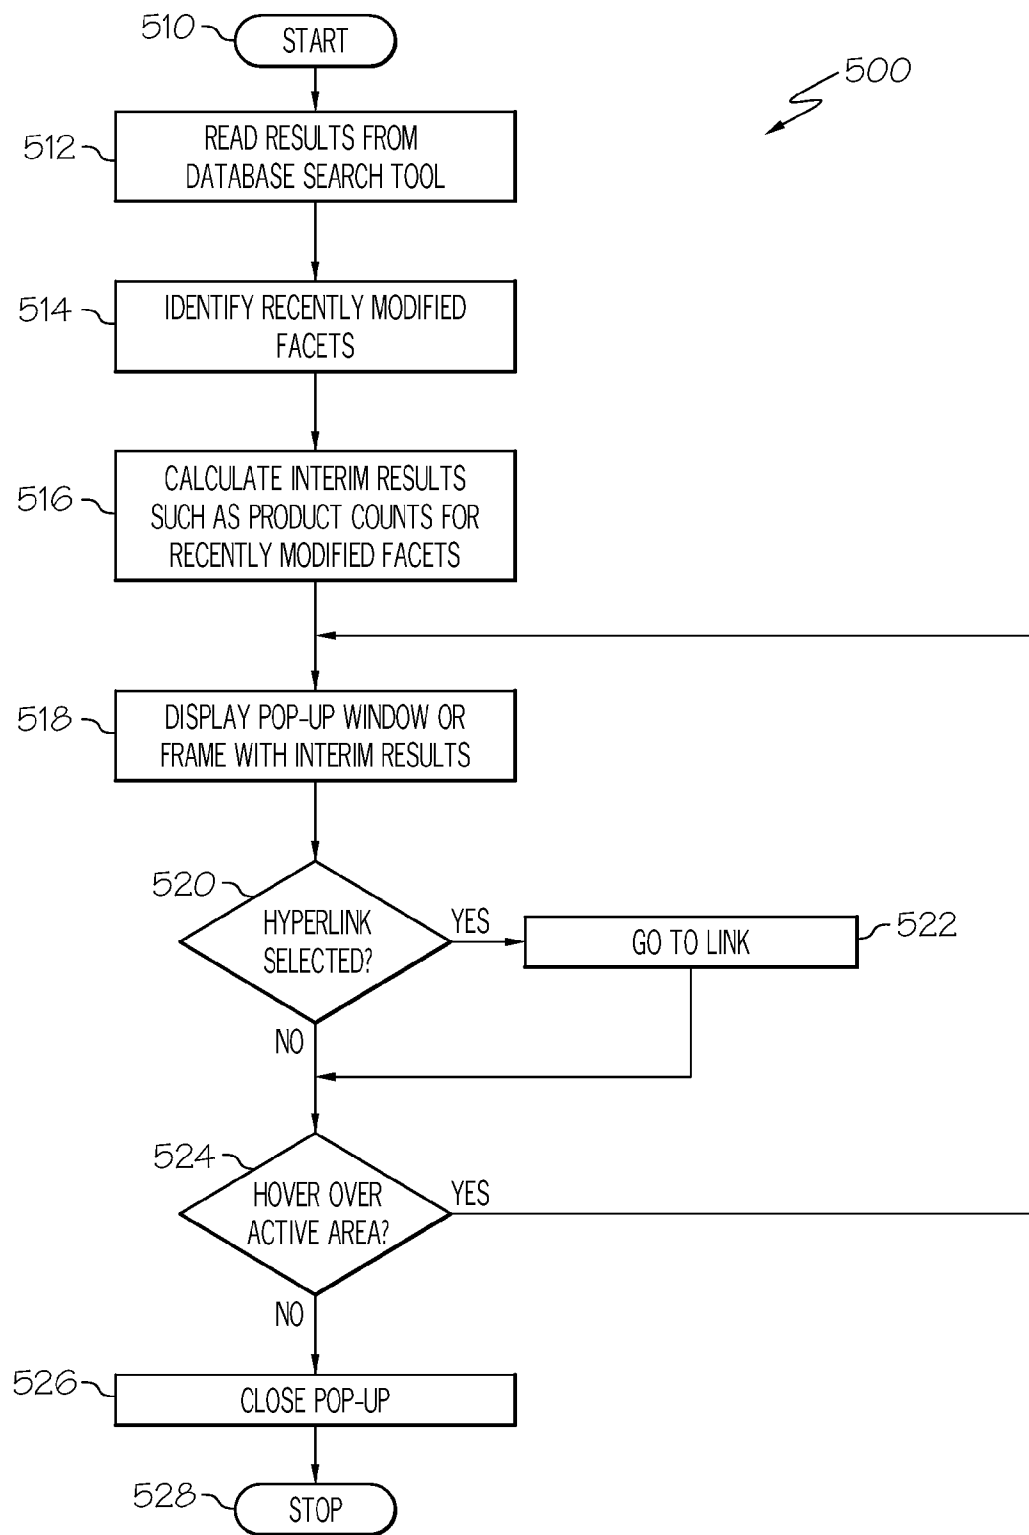 510
START
500
512
READ RESULTS FROM
DATABASE SEARCH TOOL
514
IDENTIFY RECENTLY MODIFIED
FACETS
516
CALCULATE INTERIM RESULTS
SUCH AS PRODUCT COUNTS FOR
RECENTLY MODIFIED FACETS
518
DISPLAY POP-UP WINDOW OR
FRAME WITH INTERIM RESULTS
520
HYPERLINK
SELECTED?
YES
GO TO LINK
522
NO
524
HOVER OVER
ACTIVE AREA?
YES
NO
526
CLOSE POP-UP
528
STOP